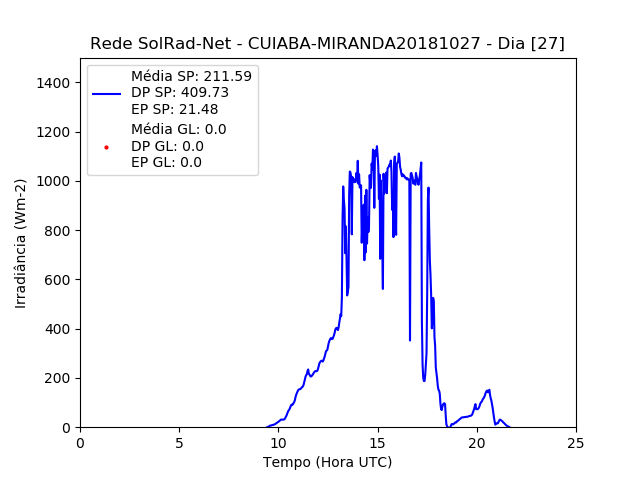 Rede SolRad-Net - CUIABA-MIRANDA20181027 - Dia [27]
Média SP: 211.59
DP SP: 409.73
EP SP: 21.48
Média GL: 0.0
DP GL: 0.0
EP GL: 0.0
1400
1200
1000
800
600
400
200
0
Irradiância (Wm-2)
0 5 10 15 20 25
Tempo (Hora UTC)